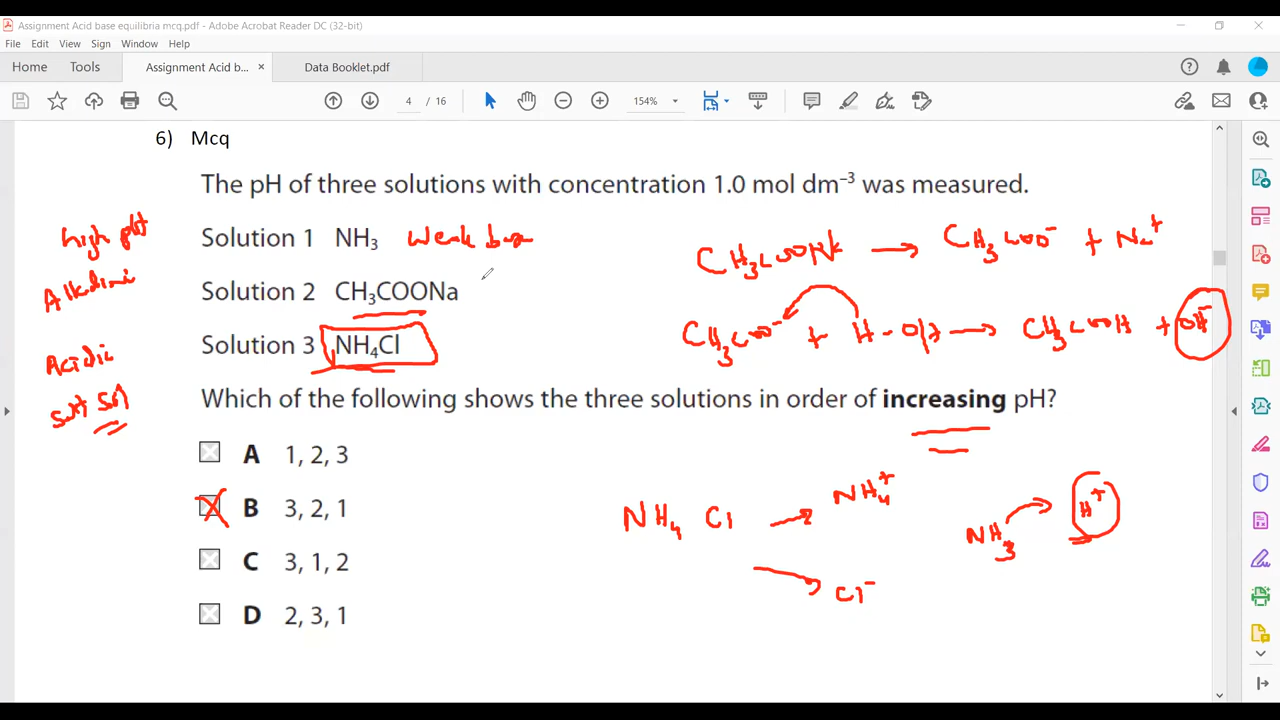 Assignment Acid base equilibria mcq.pdf - Adobe Acrobat Reader DC (32-bit)
File Edit View Sign Window Help
Home Tools Assignment Acid b... × Data Booklet.pdf
4 / 16 154%
6) Mcq
The pH of three solutions with concentration 1.0 mol dm⁻³ was measured.
high pH
Alkaline
Acidic
salt sol
Solution 1 NH₃ Weak base
Solution 2 CH₃COONa
Solution 3 NH₄Cl
CH₃COONa → CH₃COO⁻ + Na⁺
CH₃COO⁻ + H - OH → CH₃COOH + OH⁻
Which of the following shows the three solutions in order of increasing pH?
A 1, 2, 3
B 3, 2, 1
C 3, 1, 2
D 2, 3, 1
NH₄ Cl → NH₄⁺
Cl⁻
NH₃ H⁺